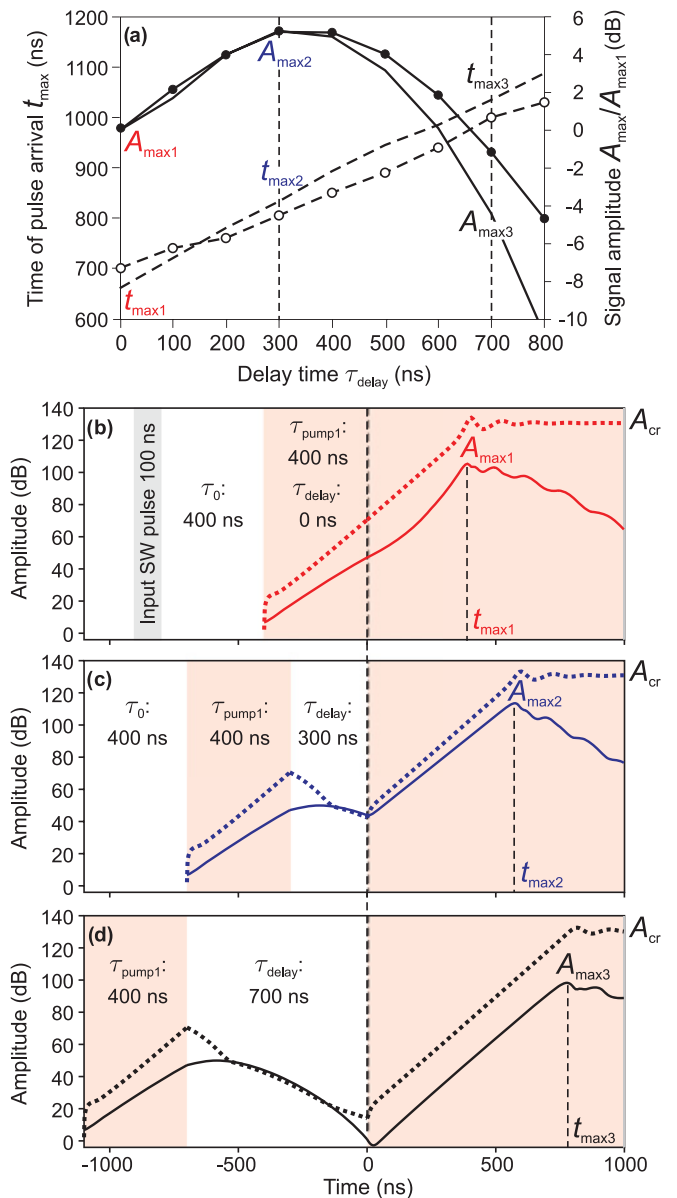 (a)
Time of pulse arrival tmax (ns)
1200
1100
1000
900
800
700
600
6
4
2
0
-2
-4
-6
-8
-10
Signal amplitude Amax/Amax1 (dB)
Amax1
Amax2
tmax3
tmax2
Amax3
tmax1
0 100 200 300 400 500 600 700 800
Delay time τdelay (ns)
(b)
Amplitude (dB)
140
120
100
80
60
40
20
0
Input SW pulse 100 ns
τ0:
400 ns
τpump1:
400 ns
τdelay:
0 ns
Amax1
Acr
tmax1
(c)
Amplitude (dB)
140
120
100
80
60
40
20
0
τ0:
400 ns
τpump1:
400 ns
τdelay:
300 ns
Amax2
Acr
tmax2
(d)
Amplitude (dB)
140
120
100
80
60
40
20
0
τpump1:
400 ns
τdelay:
700 ns
Amax3
Acr
tmax3
-1000 -500 0 500 1000
Time (ns)